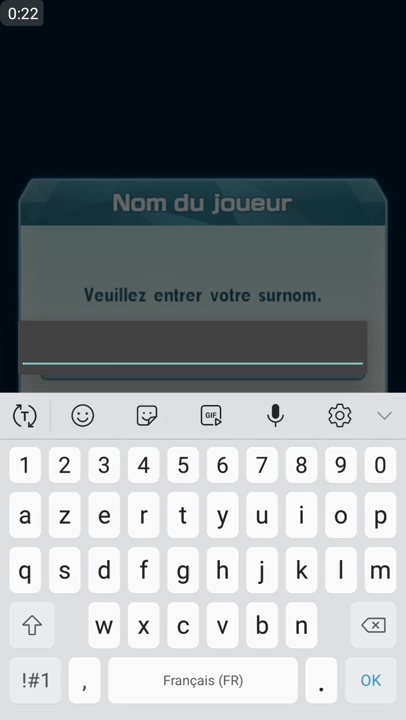 0:22
Nom du joueur
Veuillez entrer votre surnom.
GIF
1 2 3 4 5 6 7 8 9 0
a z e r t y u i o p
q s d f g h j k l m
w x c v b n
!#1 , Français (FR) . OK